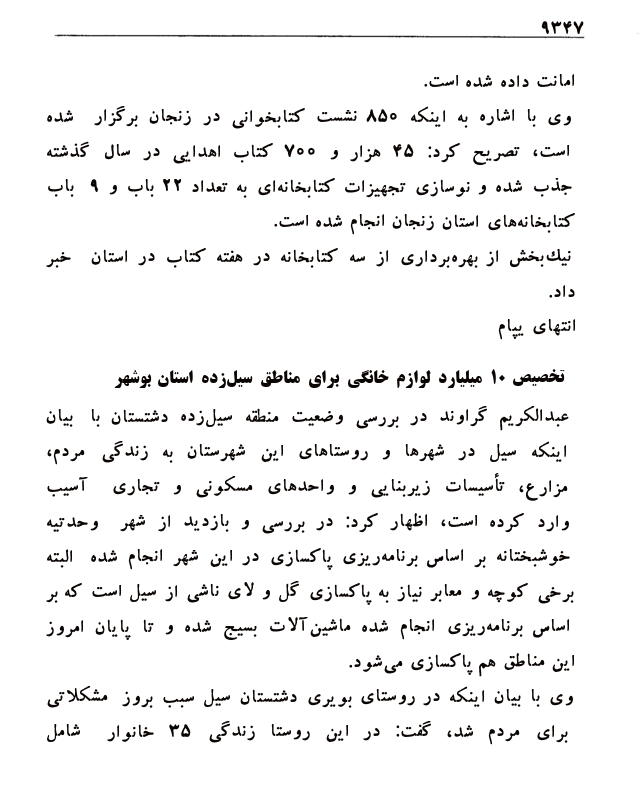 ۹۳۴۷
امانت داده شده است.
وی با اشاره به اینکه ۸۵۰ نشست کتابخوانی در زنجان برگزار شده
است، تصریح کرد: ۴۵ هزار و ۷۰۰ کتاب اهدایی در سال گذشته
جذب شده و نوسازی تجهیزات کتابخانه‌ای به تعداد ۲۲ باب و ۹ باب
کتابخانه‌های استان زنجان انجام شده است.
نیك‌بخش از بهره‌برداری از سه کتابخانه در هفته کتاب در استان خبر
داد.
انتهای پیام
تخصیص ۱۰ میلیارد لوازم خانگی برای مناطق سیل‌زده استان بوشهر
عبدالکریم گراوند در بررسی وضعیت منطقه سیل‌زده دشتستان با بیان
اینکه سیل در شهرها و روستاهای این شهرستان به زندگی مردم،
مزارع، تأسیسات زیربنایی و واحدهای مسکونی و تجاری آسیب
وارد کرده است، اظهار کرد: در بررسی و بازدید از شهر وحدتیه
خوشبختانه بر اساس برنامه‌ریزی پاکسازی در این شهر انجام شده البته
برخی کوچه و معابر نیاز به پاکسازی گل و لای ناشی از سیل است که بر
اساس برنامه‌ریزی انجام شده ماشین‌آلات بسیج شده و تا پایان امروز
این مناطق هم پاکسازی می‌شود.
وی با بیان اینکه در روستای بویری دشتستان سیل سبب بروز مشکلاتی
برای مردم شد، گفت: در این روستا زندگی ۳۵ خانوار شامل